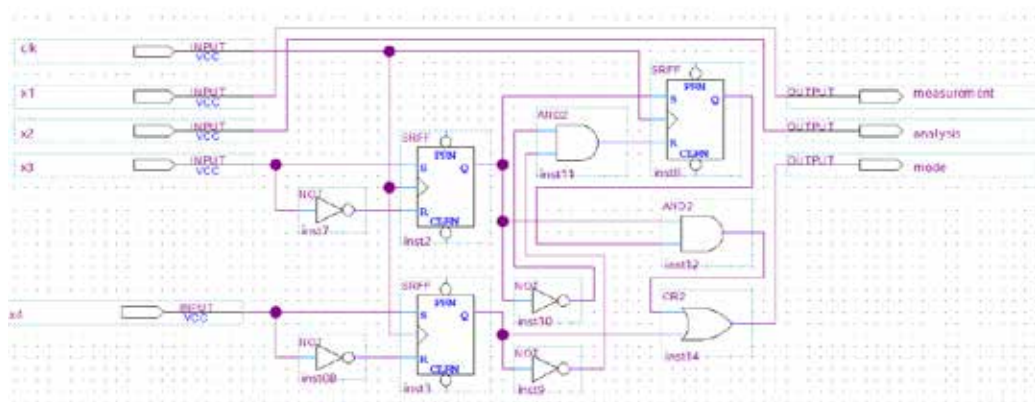 clk INPUT VCC
SRFF
x1 INPUT VCC PRN S Q OUTPUT measurement
AND2
x2 INPUT VCC OUTPUT analysis
SRFF R CLRN
x3 INPUT VCC PRN S Q inst11 OUTPUT mode
NOT R CLRN AND2
inst7 inst2
inst12
SRFF NOT OR2
x4 INPUT VCC PRN S Q
inst10
NOT R CLRN NOT inst14
inst3 inst9